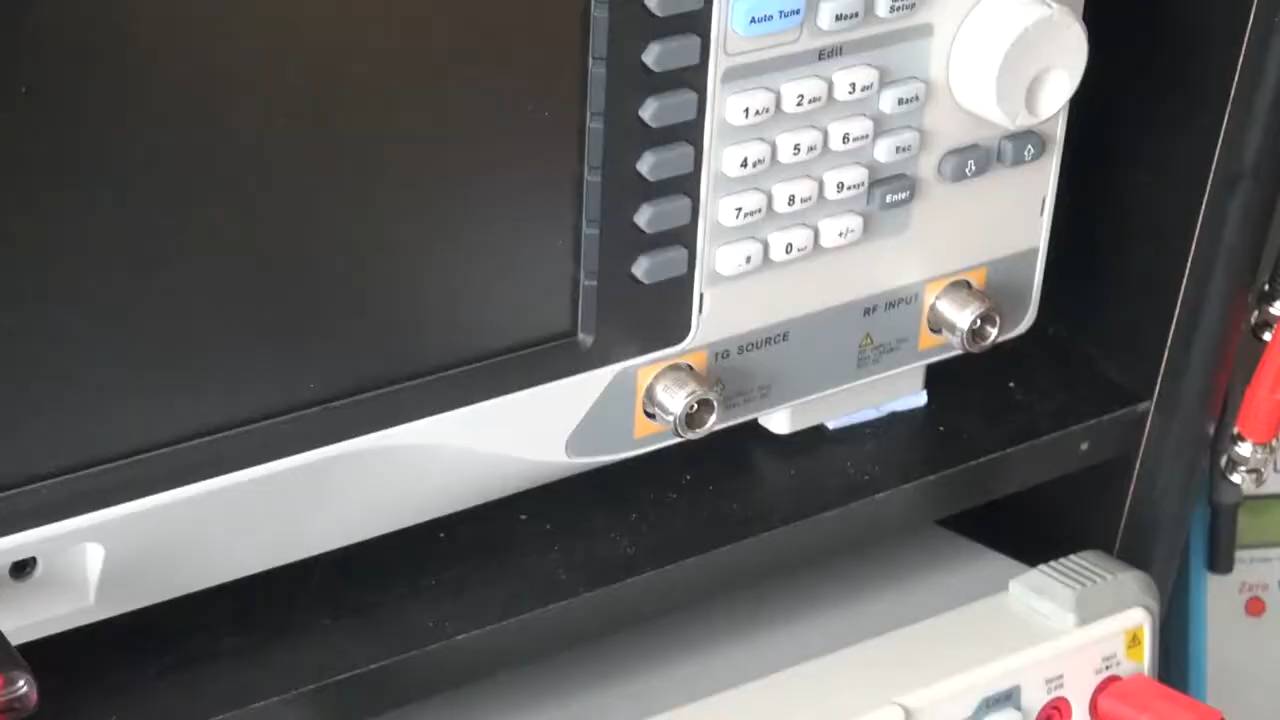 Auto Tune
Meas
Setup
Edit
1 A/a
2 abc
3 def
Back
4 ghi
5 jkl
6 mno
Esc
7 pqrs
8 tuv
9 wxyz
Enter
. #
0
+/-
RF INPUT
TG SOURCE
Zero